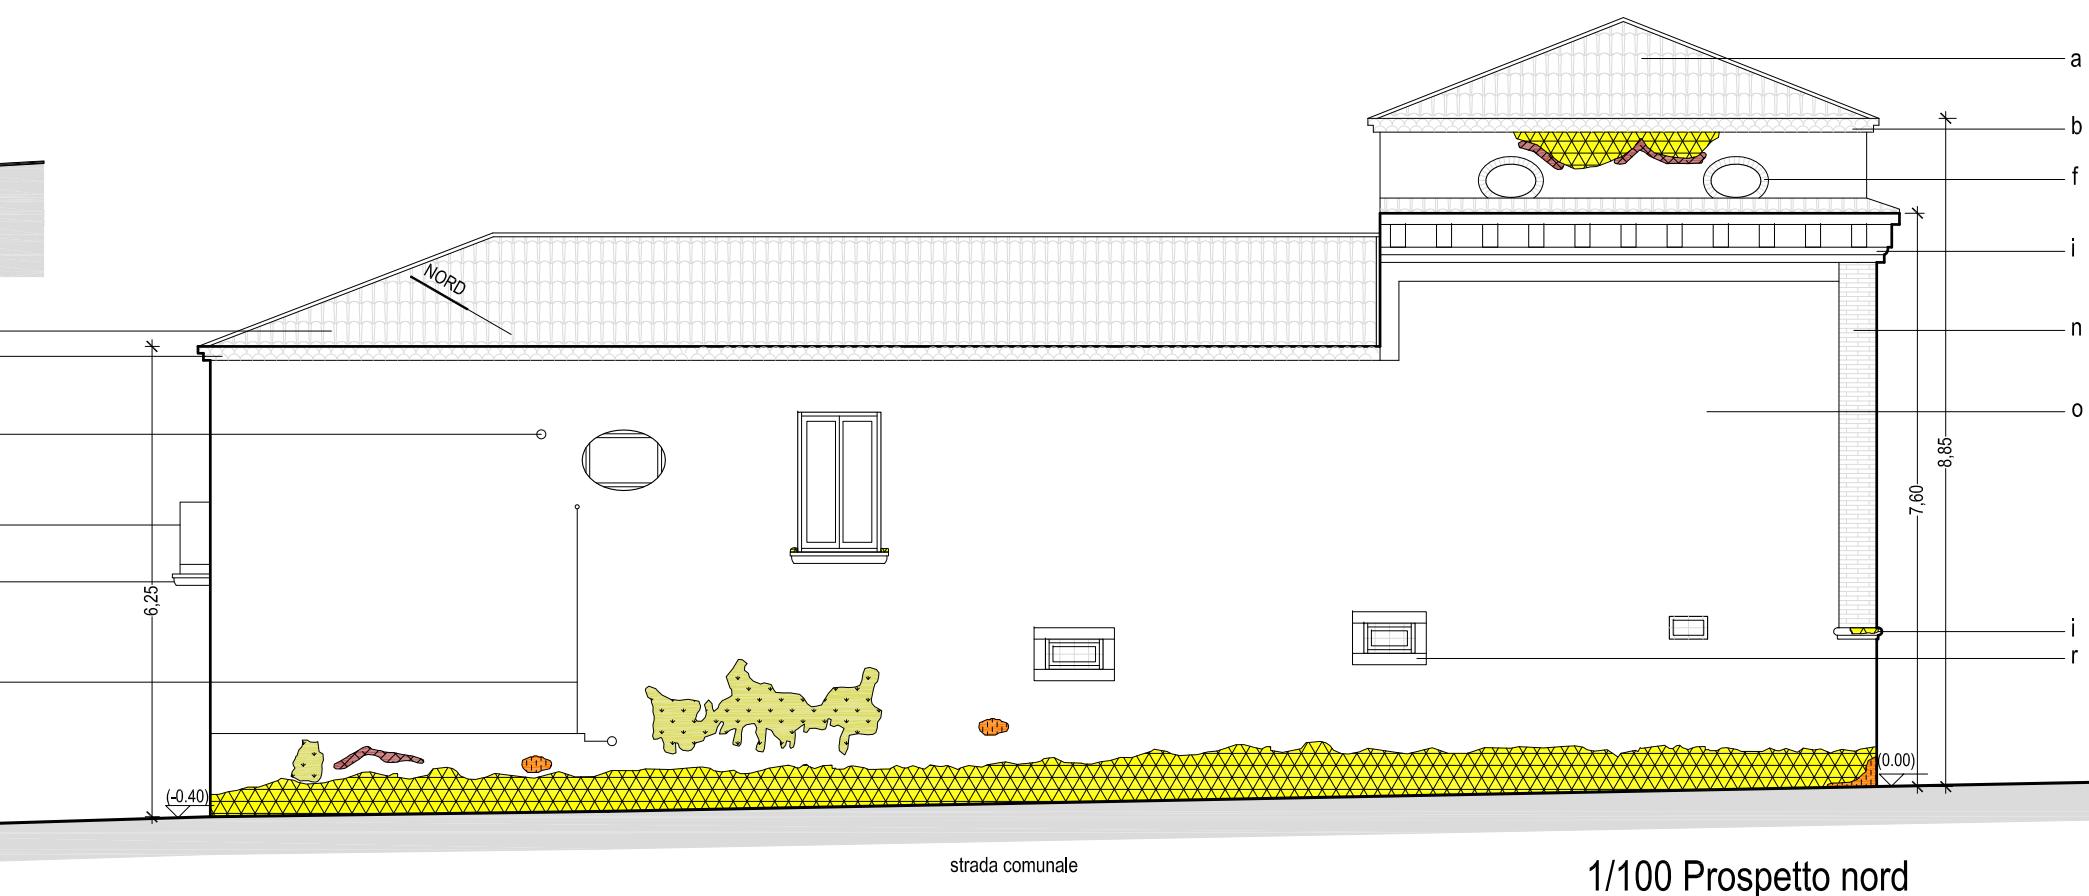 a
b
f
i
NORD
n
o
8,85
7,60
6,25
i
r
(0.00)
(-0.40)
strada comunale
1/100 Prospetto nord